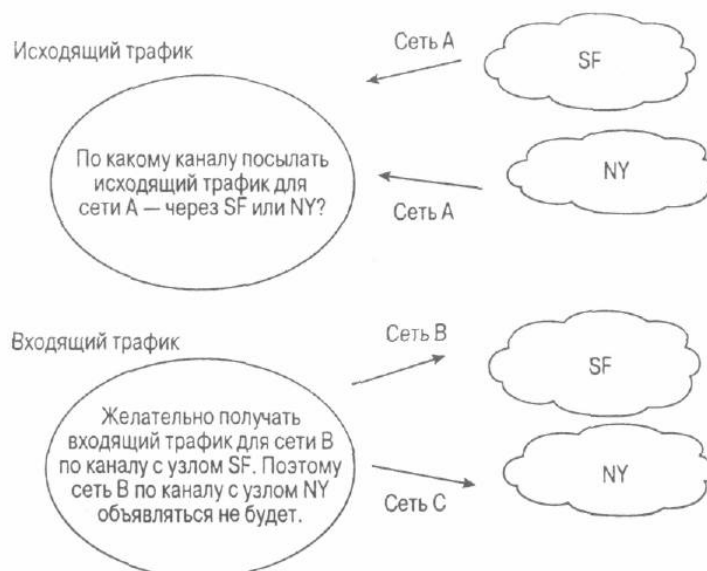 Исходящий трафик
Сеть A
SF
По какому каналу посылать
исходящий трафик для
сети A — через SF или NY?
NY
Сеть A
Входящий трафик
Сеть B
SF
Желательно получать
входящий трафик для сети B
по каналу с узлом SF. Поэтому
сеть B по каналу с узлом NY
объявляться не будет.
NY
Сеть C